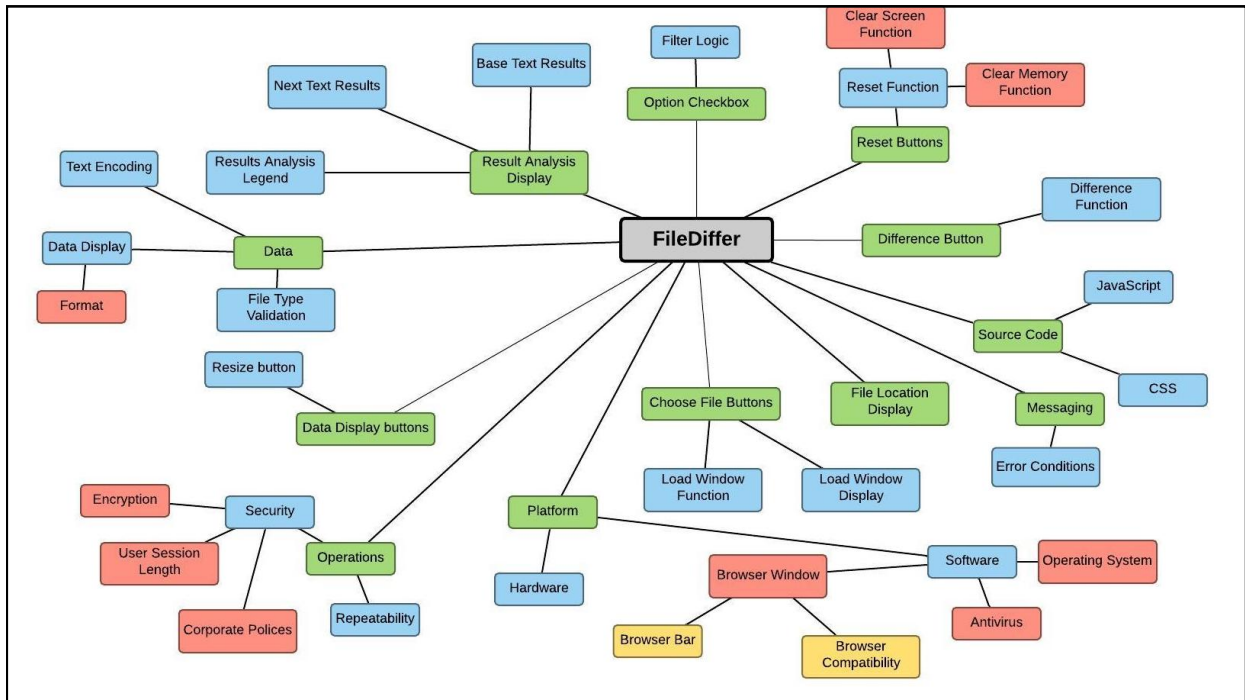 Clear Screen
Function
Filter Logic
Base Text Results
Next Text Results
Reset Function
Clear Memory
Function
Option Checkbox
Reset Buttons
Text Encoding
Results Analysis
Legend
Result Analysis
Display
Difference
Function
Data Display
Data
FileDiffer
Difference Button
Format
File Type
Validation
JavaScript
Source Code
Resize button
CSS
Data Display buttons
Choose File Buttons
File Location
Display
Messaging
Error Conditions
Load Window
Function
Load Window
Display
Encryption
Security
Platform
User Session
Length
Operations
Software
Operating System
Browser Window
Hardware
Corporate Polices
Repeatability
Antivirus
Browser Bar
Browser
Compatibility